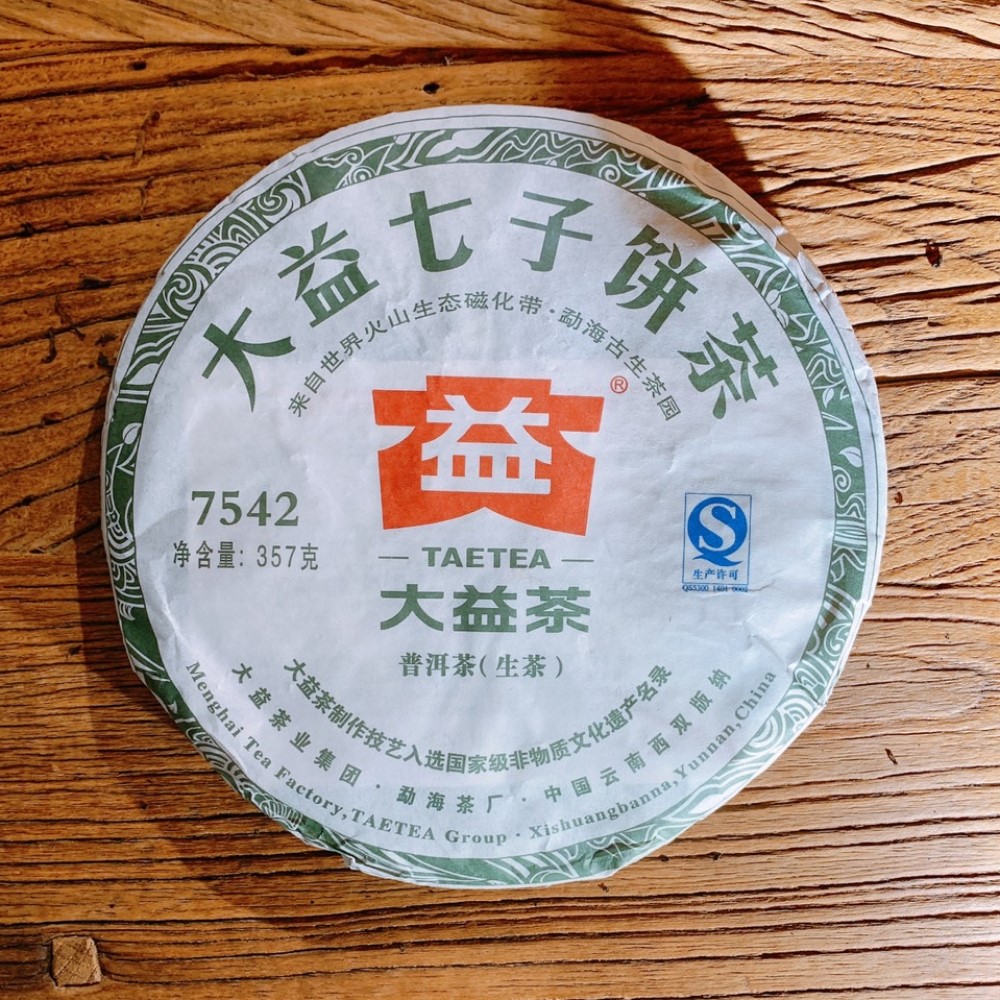 大益七子饼茶
来自世界火山生态磁化带·勐海古生茶园
益
®
7542
净含量: 357克
— TAETEA —
大益茶
普洱茶(生茶)
S
生产许可
QS5300 1401 0002
大益茶制作技艺入选国家级非物质文化遗产名录
大益茶业集团·勐海茶厂·中国云南西双版纳
Menghai Tea Factory,TAETEA Group · Xishuangbanna,Yunnan,China